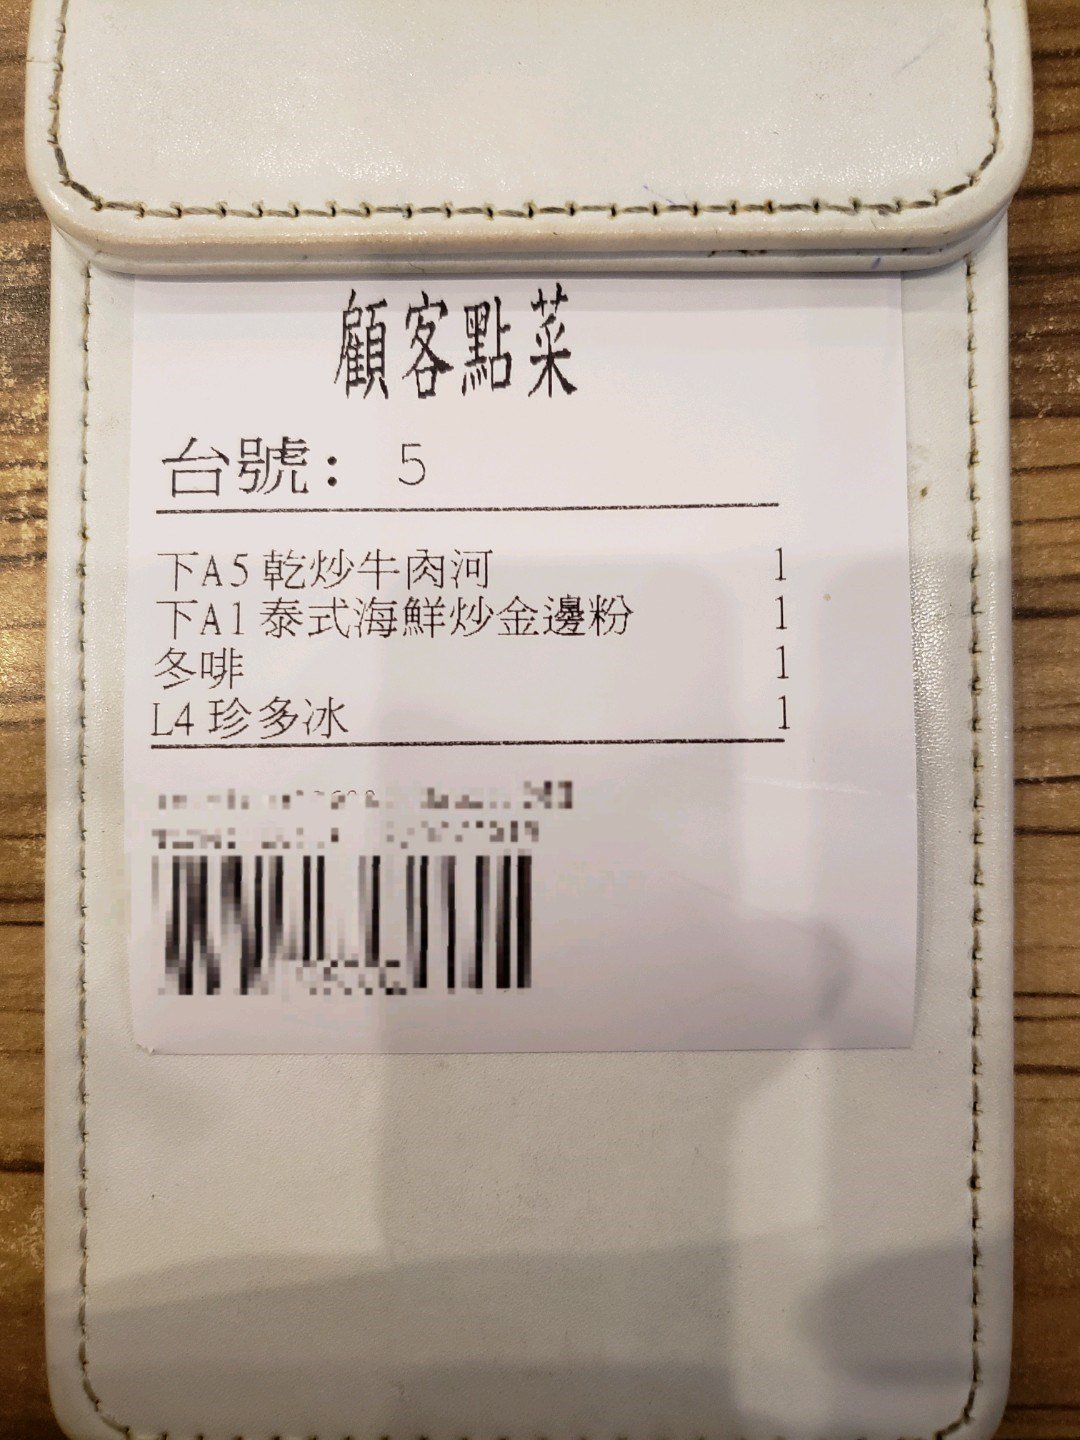 顧客點菜
台號: 5
下A5 乾炒牛肉河 1
下A1 泰式海鮮炒金邊粉 1
冬啡 1
L4 珍多冰 1